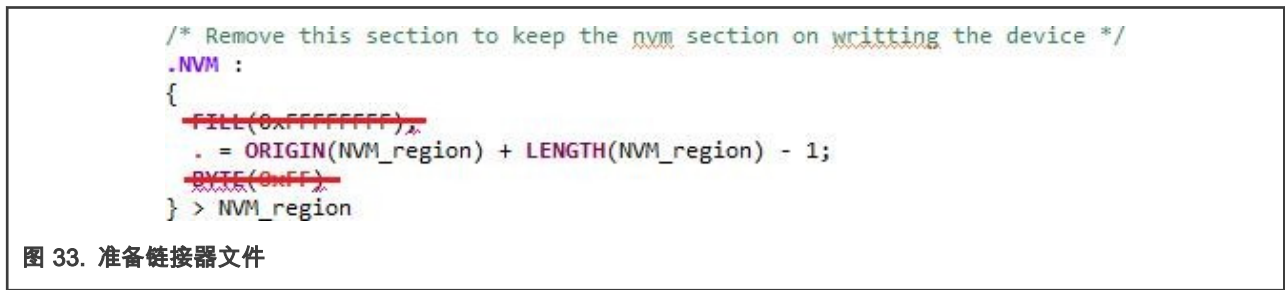 /* Remove this section to keep the nvm section on writting the device */
.NVM :
{
FILL(0xFFFFFFFF);
. = ORIGIN(NVM_region) + LENGTH(NVM_region) - 1;
BYTE(0xFF)
} > NVM_region
图 33. 准备链接器文件